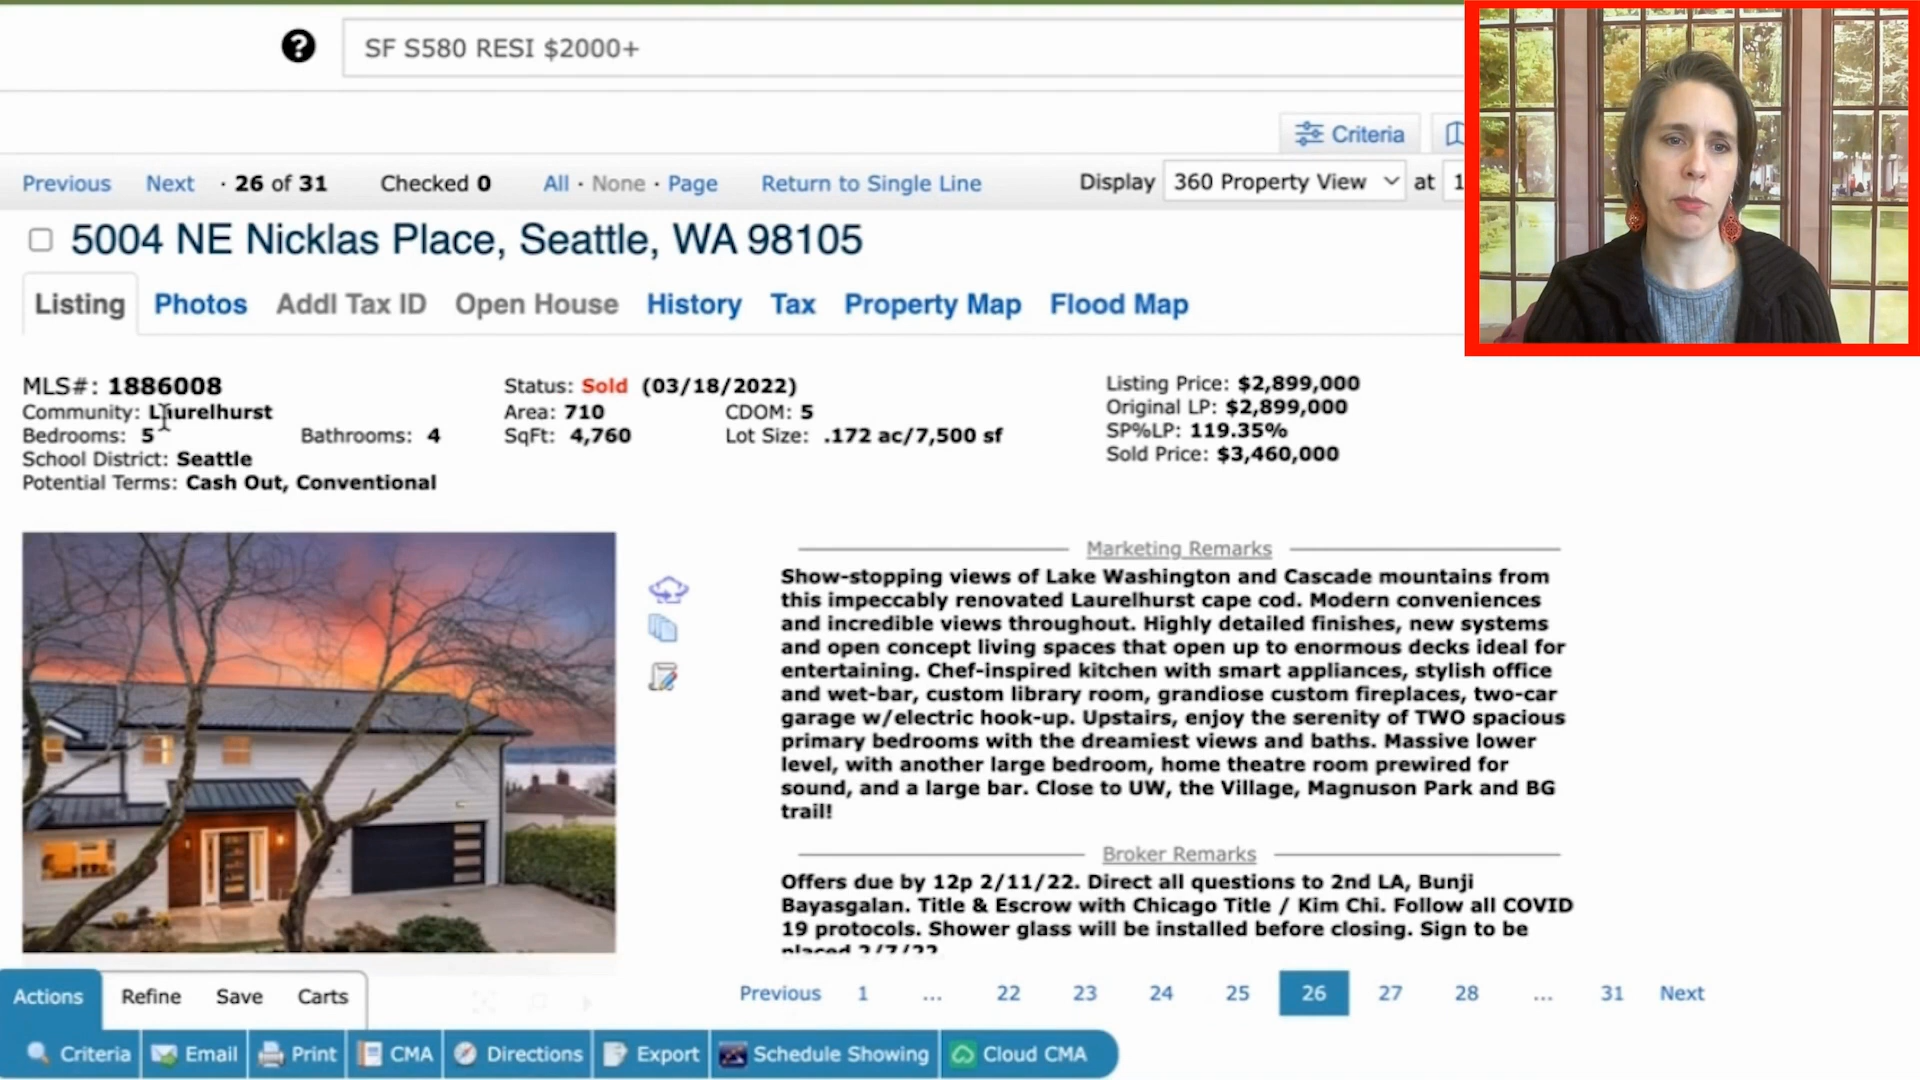 SF S580 RESI $2000+
Criteria
Previous Next · 26 of 31 Checked 0 All · None · Page Return to Single Line Display 360 Property View at 1
5004 NE Nicklas Place, Seattle, WA 98105
Listing Photos Addl Tax ID Open House History Tax Property Map Flood Map
MLS#: 1886008 Status: Sold (03/18/2022) Listing Price: $2,899,000
Community: Laurelhurst Area: 710 CDOM: 5 Original LP: $2,899,000
Bedrooms: 5 Bathrooms: 4 SqFt: 4,760 Lot Size: .172 ac/7,500 sf SP%LP: 119.35%
School District: Seattle Sold Price: $3,460,000
Potential Terms: Cash Out, Conventional
Marketing Remarks
Show-stopping views of Lake Washington and Cascade mountains from
this impeccably renovated Laurelhurst cape cod. Modern conveniences
and incredible views throughout. Highly detailed finishes, new systems
and open concept living spaces that open up to enormous decks ideal for
entertaining. Chef-inspired kitchen with smart appliances, stylish office
and wet-bar, custom library room, grandiose custom fireplaces, two-car
garage w/electric hook-up. Upstairs, enjoy the serenity of TWO spacious
primary bedrooms with the dreamiest views and baths. Massive lower
level, with another large bedroom, home theatre room prewired for
sound, and a large bar. Close to UW, the Village, Magnuson Park and BG
trail!
Broker Remarks
Offers due by 12p 2/11/22. Direct all questions to 2nd LA, Bunji
Bayasgalan. Title & Escrow with Chicago Title / Kim Chi. Follow all COVID
19 protocols. Shower glass will be installed before closing. Sign to be
placed 2/7/22
Actions Refine Save Carts
Previous 1 ... 22 23 24 25 26 27 28 ... 31 Next
Criteria Email Print CMA Directions Export Schedule Showing Cloud CMA